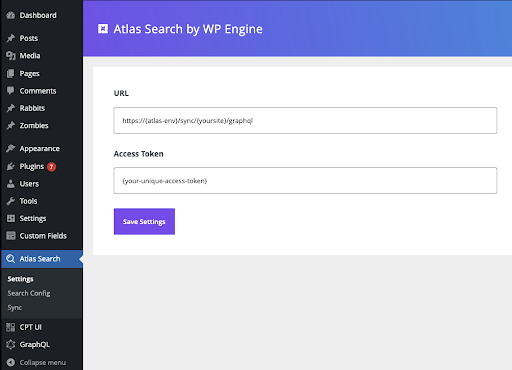 Dashboard
Posts
Media
Pages
Comments
Rabbits
Zombies
Appearance
Plugins 7
Users
Tools
Settings
Custom Fields
Atlas Search
Settings
Search Config
Sync
CPT UI
GraphQL
Collapse menu
Atlas Search by WP Engine
URL
https://{atlas-env}/sync/{yoursite}/graphql
Access Token
{your-unique-access-token}
Save Settings